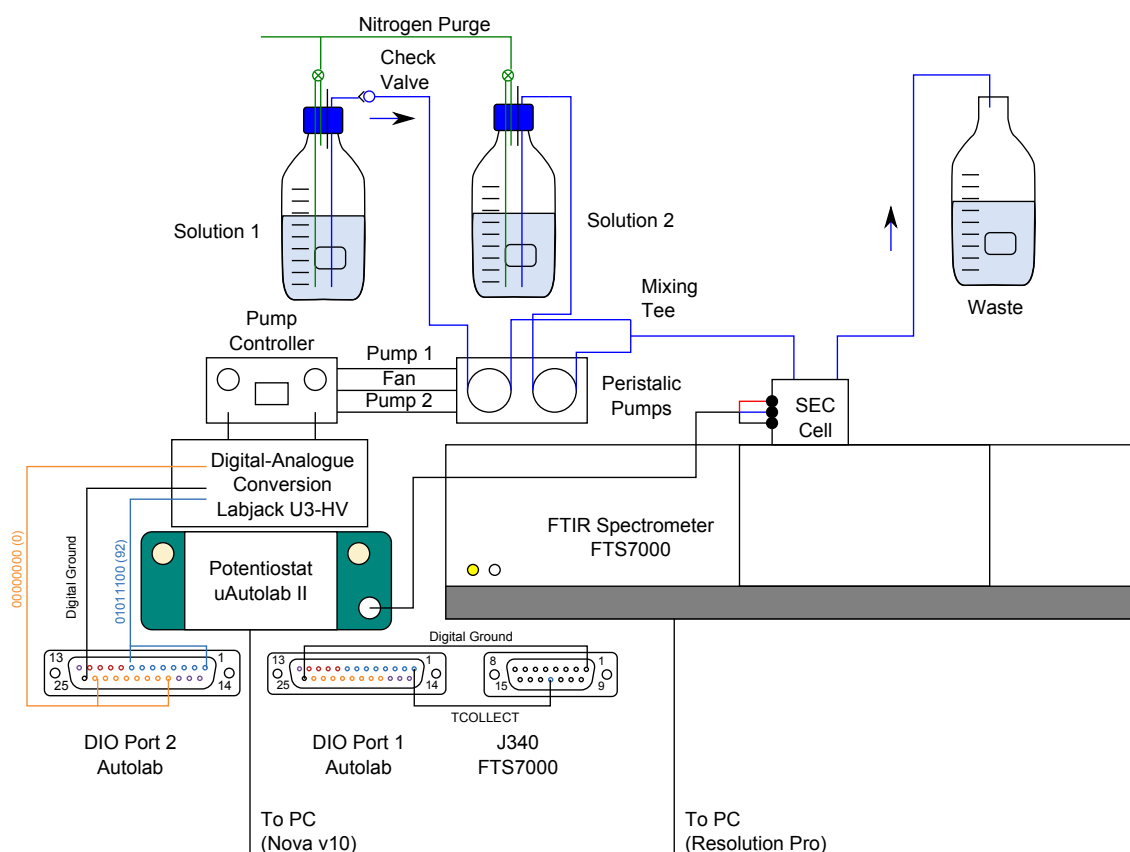 Nitrogen Purge
Check
Valve
Solution 1
Solution 2
Mixing
Tee
Waste
Pump
Controller
Pump 1
Fan
Pump 2
Peristalic
Pumps
SEC
Cell
Digital-Analogue
Conversion
Labjack U3-HV
FTIR Spectrometer
FTS7000
Potentiostat
uAutolab II
00000000 (0)
Digital Ground
01011100 (92)
Digital Ground
13
1
25
14
13
1
25
14
8
1
15
9
TCOLLECT
DIO Port 2
Autolab
DIO Port 1
Autolab
J340
FTS7000
To PC
(Nova v10)
To PC
(Resolution Pro)